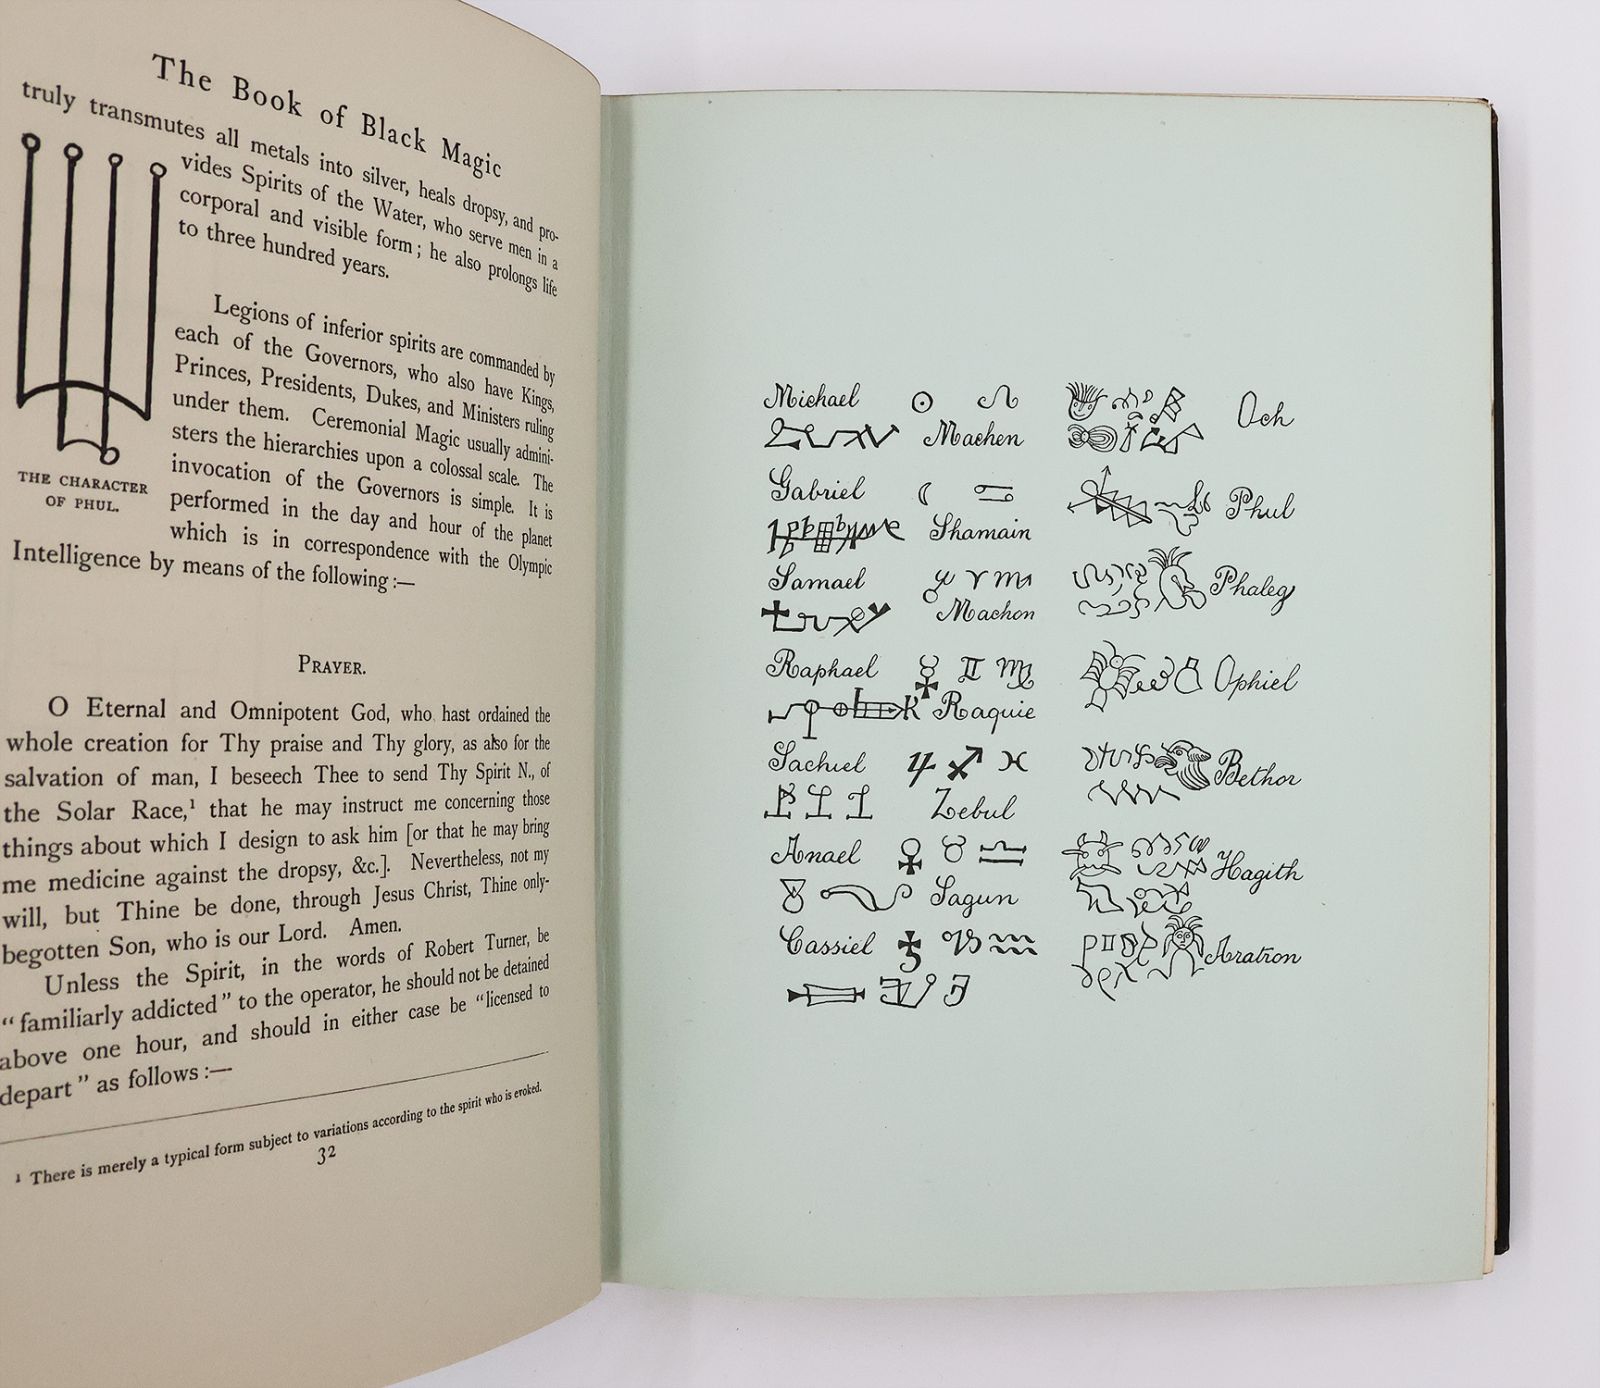 The Book of Black Magic
truly transmutes all metals into silver, heals dropsy, and pro-
vides Spirits of the Water, who serve men in a
corporal and visible form; he also prolongs life
to three hundred years.
Legions of inferior spirits are commanded by
each of the Governors, who also have Kings,
Princes, Presidents, Dukes, and Ministers ruling
under them. Ceremonial Magic usually admini-
sters the hierarchies upon a colossal scale. The
invocation of the Governors is simple. It is
performed in the day and hour of the planet
which is in correspondence with the Olympic
THE CHARACTER
OF PHUL.
Intelligence by means of the following:—
PRAYER.
O Eternal and Omnipotent God, who hast ordained the
whole creation for Thy praise and Thy glory, as also for the
salvation of man, I beseech Thee to send Thy Spirit N., of
the Solar Race,¹ that he may instruct me concerning those
things about which I design to ask him [or that he may bring
me medicine against the dropsy, &c.]. Nevertheless, not my
will, but Thine be done, through Jesus Christ, Thine only-
begotten Son, who is our Lord. Amen.
Unless the Spirit, in the words of Robert Turner, be
“familiarly addicted” to the operator, he should not be detained
above one hour, and should in either case be “licensed to
depart” as follows:—
¹ There is merely a typical form subject to variations according to the spirit who is evoked.
32
Michael ☉ ♌ Och
Machen
Gabriel ☾ ♋ Phul
Shamain
Samael ♂ ♈ ♏ Phaleg
Machon
Raphael ☿ ♊ ♍ Ophiel
Raquie
Sachiel ♃ ♐ ♓ Bethor
Zebul
Anael ♀ ♉ ♎ Hagith
Sagun
Cassiel ♄ ♑ ♒ Aratron